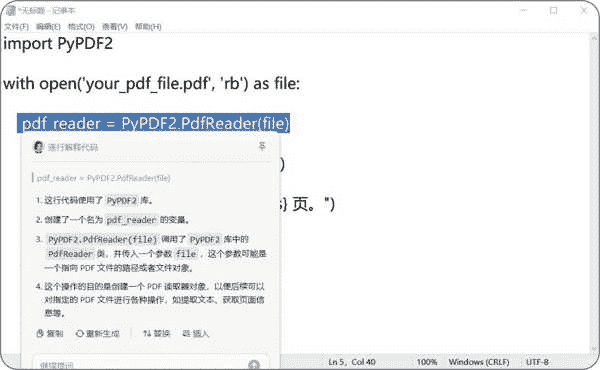 *无标题 - 记事本
文件(F) 编辑(E) 格式(O) 查看(V) 帮助(H)
import PyPDF2
with open('your_pdf_file.pdf', 'rb') as file:
pdf_reader = PyPDF2.PdfReader(file)
逐行解释代码
)
pdf_reader = PyPDF2.PdfReader(file)
1. 这行代码使用了 PyPDF2 库。
s} 页。")
2. 创建了一个名为 pdf_reader 的变量。
3. PyPDF2.PdfReader(file) 调用了 PyPDF2 库中的
PdfReader 类，并传入一个参数 file ，这个参数可能是
一个指向 PDF 文件的路径或者文件对象。
4. 这个操作的目的是创建一个 PDF 读取器对象，以便后续可以
对指定的 PDF 文件进行各种操作，如提取文本、获取页面信
息等。
复制 重新生成 替换 插入
继续提问
Ln 5, Col 40 100% Windows (CRLF) UTF-8